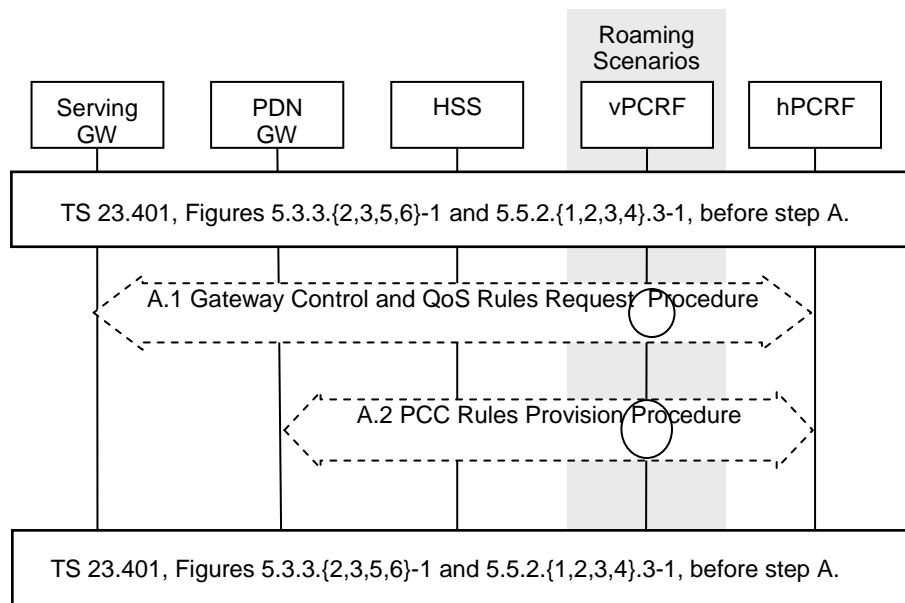 Roaming
Scenarios
Serving
GW
PDN
GW
HSS
vPCRF
hPCRF
TS 23.401, Figures 5.3.3.{2,3,5,6}-1 and 5.5.2.{1,2,3,4}.3-1, before step A.
A.1 Gateway Control and QoS Rules Request Procedure
A.2 PCC Rules Provision Procedure
TS 23.401, Figures 5.3.3.{2,3,5,6}-1 and 5.5.2.{1,2,3,4}.3-1, before step A.